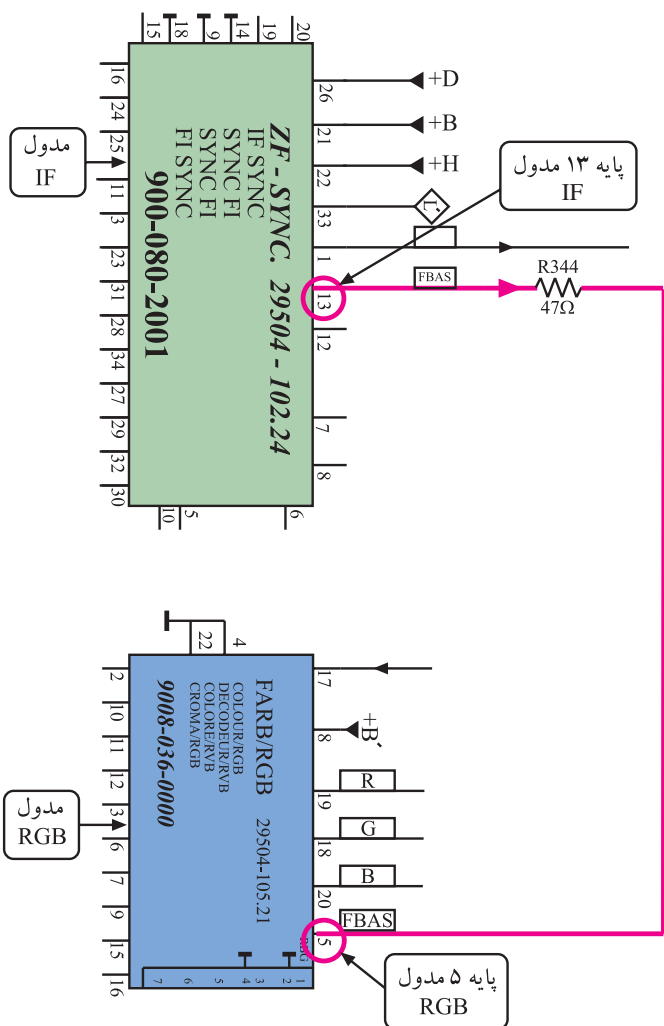 15
18
9
14
19
20
16
24
25
11
3
23
31
28
34
27
29
32
30
10
5
6
26
21
22
33
1
13
12
7
8
+D
+B
+H
L'
FBAS
R344
47Ω
ZF - SYNC. 29504 - 102.24
IF SYNC
SYNC FI
SYNC FI
FI SYNC
900-080-2001
مدول
IF
پایه ۱۳ مدول
IF
22
4
2
10
11
12
3
6
7
9
15
16
17
8
19
18
20
5
+B'
R
G
B
FBAS
FARB/RGB 29504-105.21
COLOUR/RGB
DECODEUR/RVB
COLORE/RVB
CROMA/RGB
9008-036-0000
RBG
7
6
5
4
3
2
1
مدول
RGB
پایه ۵ مدول
RGB